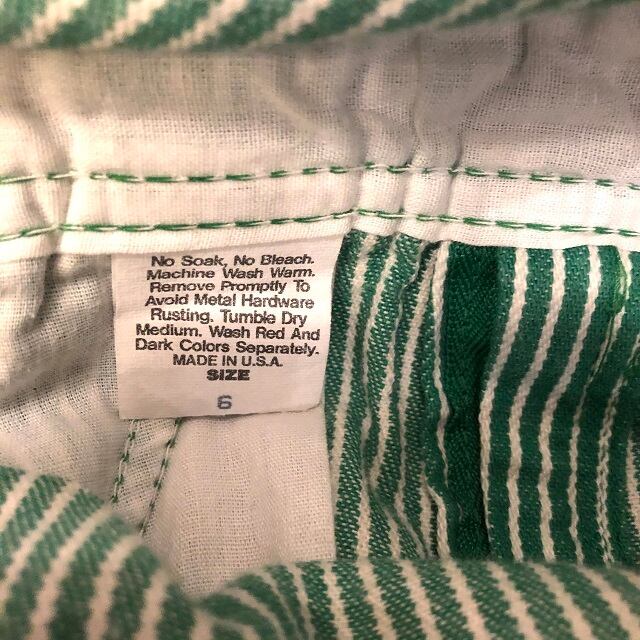 No Soak, No Bleach.
Machine Wash Warm.
Remove Promptly To
Avoid Metal Hardware
Rusting. Tumble Dry
Medium. Wash Red And
Dark Colors Separately.
MADE IN U.S.A.
SIZE
6